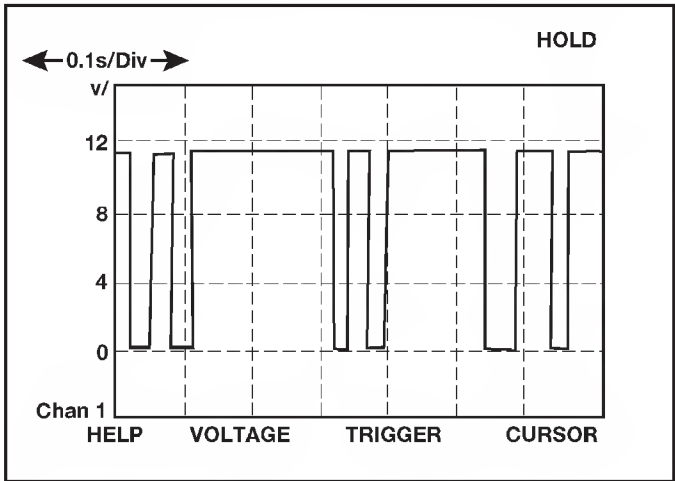 HOLD
0.1s/Div
v/
12
8
4
0
Chan 1
HELP VOLTAGE TRIGGER CURSOR